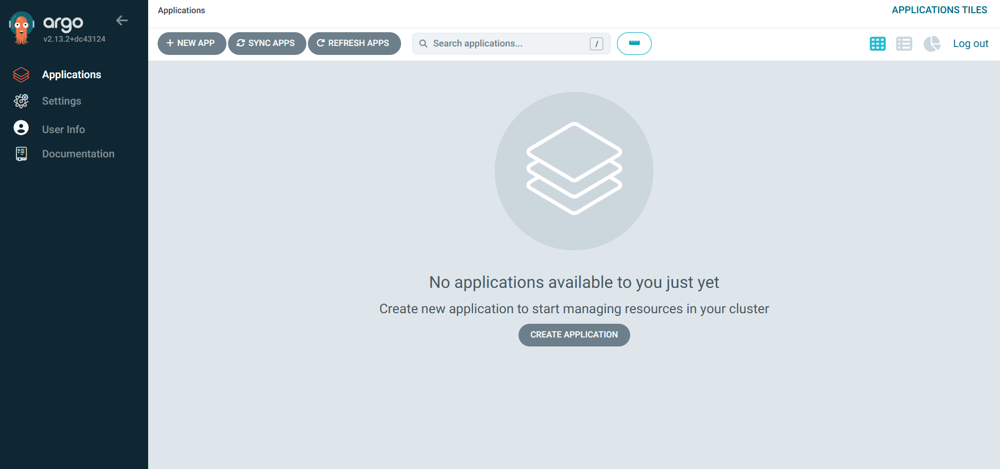 argo
v2.13.2+dc43124
Applications
Settings
User Info
Documentation
Applications
APPLICATIONS TILES
NEW APP
SYNC APPS
REFRESH APPS
Search applications...
/
Log out
No applications available to you just yet
Create new application to start managing resources in your cluster
CREATE APPLICATION